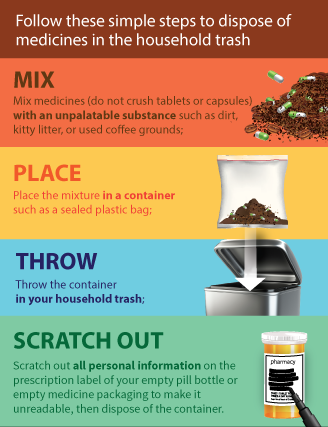 Follow these simple steps to dispose of
medicines in the household trash
MIX
Mix medicines (do not crush tablets or capsules)
with an unpalatable substance such as dirt,
kitty litter, or used coffee grounds;
PLACE
Place the mixture in a container
such as a sealed plastic bag;
THROW
Throw the container
in your household trash;
SCRATCH OUT
Scratch out all personal information on the
prescription label of your empty pill bottle or
empty medicine packaging to make it
unreadable, then dispose of the container.
pharmacy